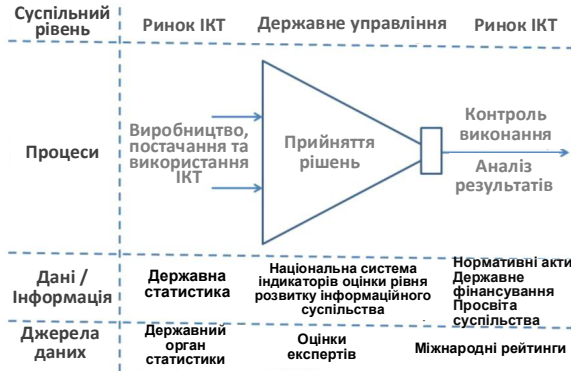 Суспільний
рівень
Ринок ІКТ
Державне управління
Ринок ІКТ
Процеси
Виробництво,
постачання та
використання
ІКТ
Прийняття
рішень
Контроль
виконання
Аналіз
результатів
Дані /
Інформація
Державна
статистика
Національна система
індикаторів оцінки рівня
розвитку інформаційного
суспільства
Нормативні акти
Державне
фінансування
Просвіта
суспільства
Джерела
даних
Державний
орган
статистики
Оцінки
експертів
Міжнародні рейтинги